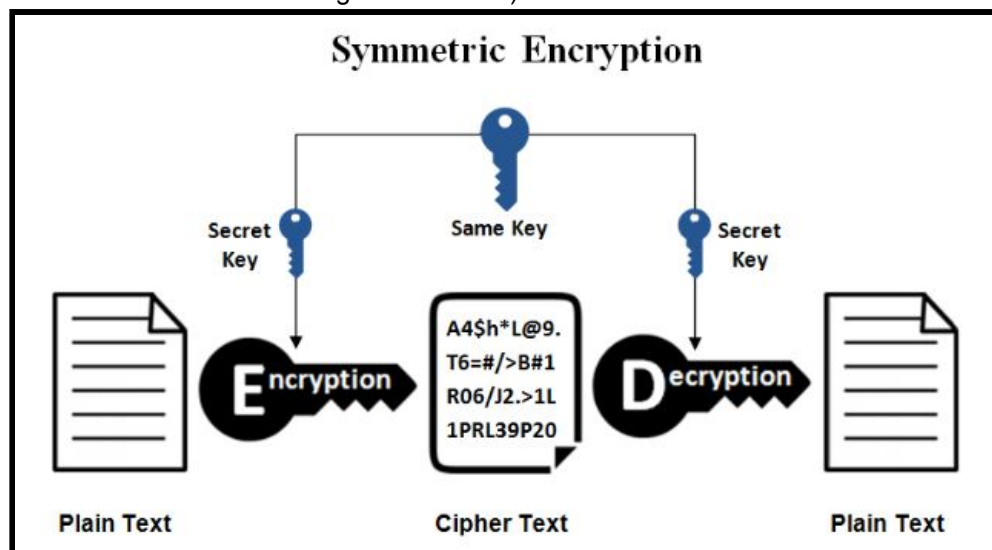 Symmetric Encryption
Secret
Key
Same Key
Secret
Key
Encryption
A4$h*L@9.
T6=#/>B#1
R06/J2.>1L
1PRL39P20
Decryption
Plain Text
Cipher Text
Plain Text